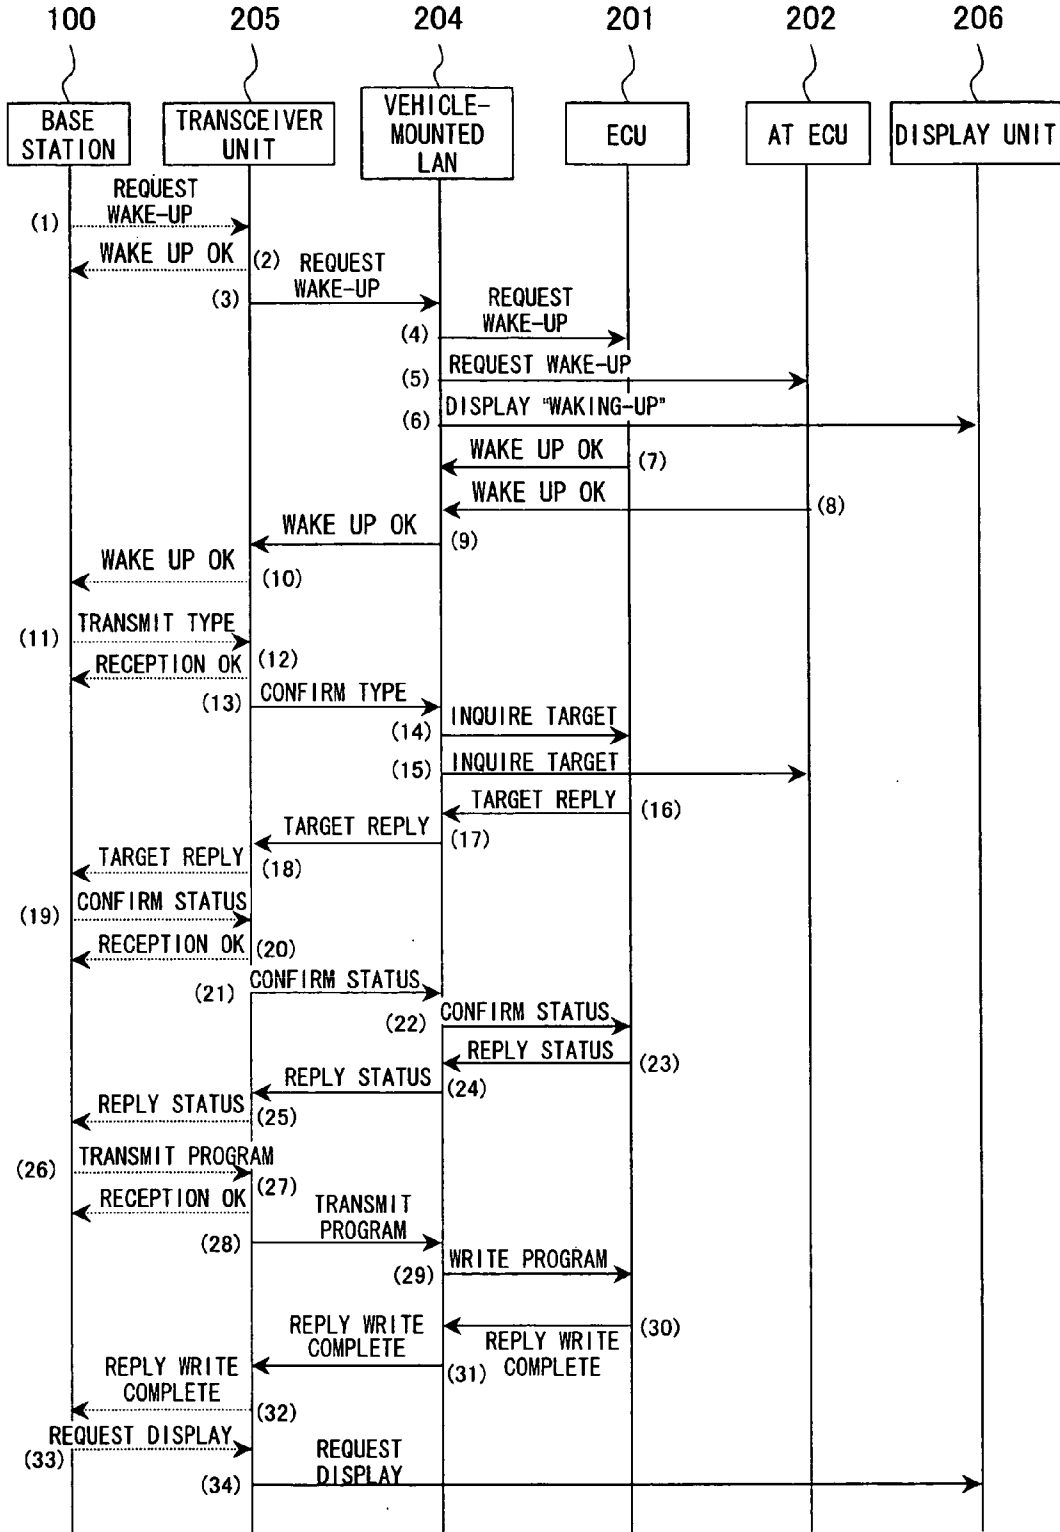 100 205 204 201 202 206
BASE
STATION
TRANSCEIVER
UNIT
VEHICLE-
MOUNTED
LAN
ECU
AT ECU
DISPLAY UNIT
REQUEST
WAKE-UP
(1)
WAKE UP OK (2)
REQUEST
WAKE-UP
(3)
REQUEST
WAKE-UP
(4)
REQUEST WAKE-UP
(5)
DISPLAY "WAKING-UP"
(6)
WAKE UP OK (7)
WAKE UP OK (8)
WAKE UP OK (9)
WAKE UP OK (10)
(11) TRANSMIT TYPE
RECEPTION OK (12)
(13) CONFIRM TYPE
(14) INQUIRE TARGET
(15) INQUIRE TARGET
TARGET REPLY (16)
TARGET REPLY (17)
TARGET REPLY (18)
(19) CONFIRM STATUS
RECEPTION OK (20)
(21) CONFIRM STATUS
(22) CONFIRM STATUS
REPLY STATUS (23)
REPLY STATUS (24)
REPLY STATUS (25)
(26) TRANSMIT PROGRAM
RECEPTION OK (27)
TRANSMIT
PROGRAM
(28)
(29) WRITE PROGRAM
(30)
REPLY WRITE
COMPLETE
REPLY WRITE
COMPLETE
(31)
REPLY WRITE
COMPLETE
(32)
REQUEST DISPLAY
(33)
REQUEST
DISPLAY
(34)